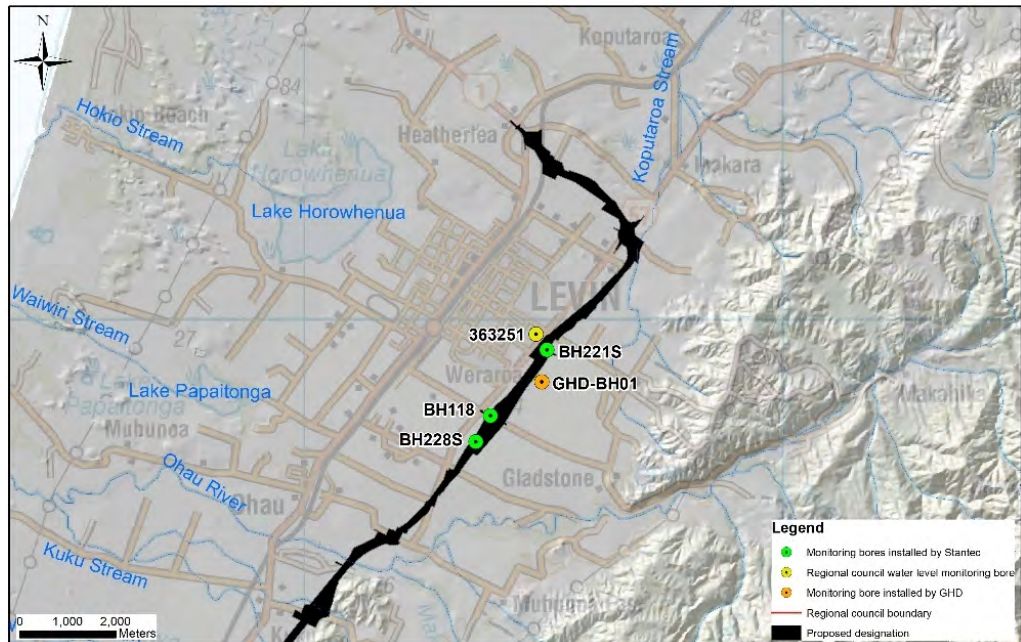 N
48
Koputaroa
84
1
Hokio Stream
Beach
Heatherlea
Koputaroa Stream
Lake
Horowhenua
Makara
Lake Horowhenua
Waiwiri Stream
LEVIN
363251
27
BH221S
Weraroa
GHD-BH01
Lake Papaitonga
Papaitonga
Makahika
BH118
Muhunoa
BH228S
Gladstone
Ohau River
Ohau
Legend
Monitoring bores installed by Stantec
Regional council water level monitoring bore
Kuku Stream
Monitoring bore installed by GHD
Regional council boundary
Proposed designation
0 1,000 2,000
Meters